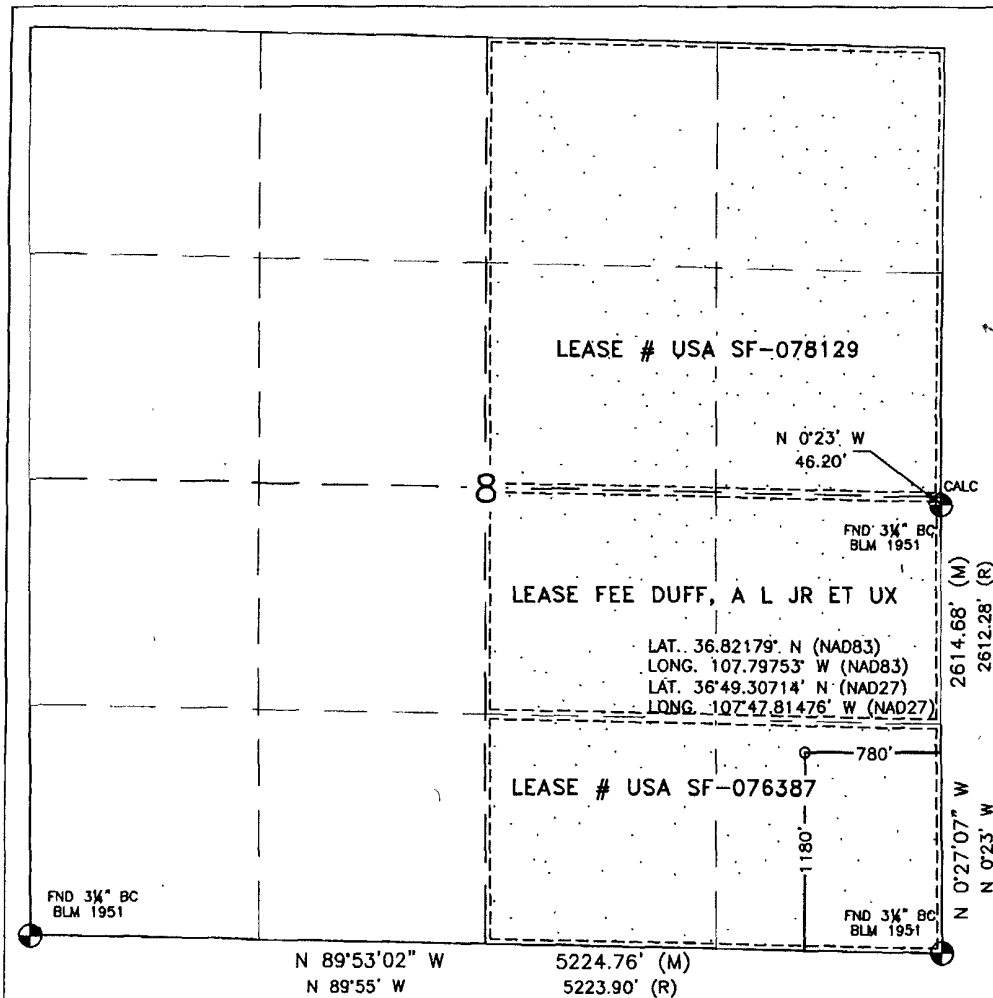 LEASE # USA SF-078129
N 0°23' W
46.20'
8
CALC
FND 3¼" BC
BLM 1951
LEASE FEE DUFF, A L JR ET UX
LAT. 36.82179° N (NAD83)
LONG. 107.79753° W (NAD83)
LAT. 36°49.30714' N (NAD27)
LONG. 107°47.81476' W (NAD27)
2614.68' (M)
2612.28' (R)
780'
LEASE # USA SF-076387
1180'
N 0°27'07" W
N 0°23' W
FND 3¼" BC
BLM 1951
FND 3¼" BC
BLM 1951
N 89°53'02" W 5224.76' (M)
N 89°55' W 5223.90' (R)